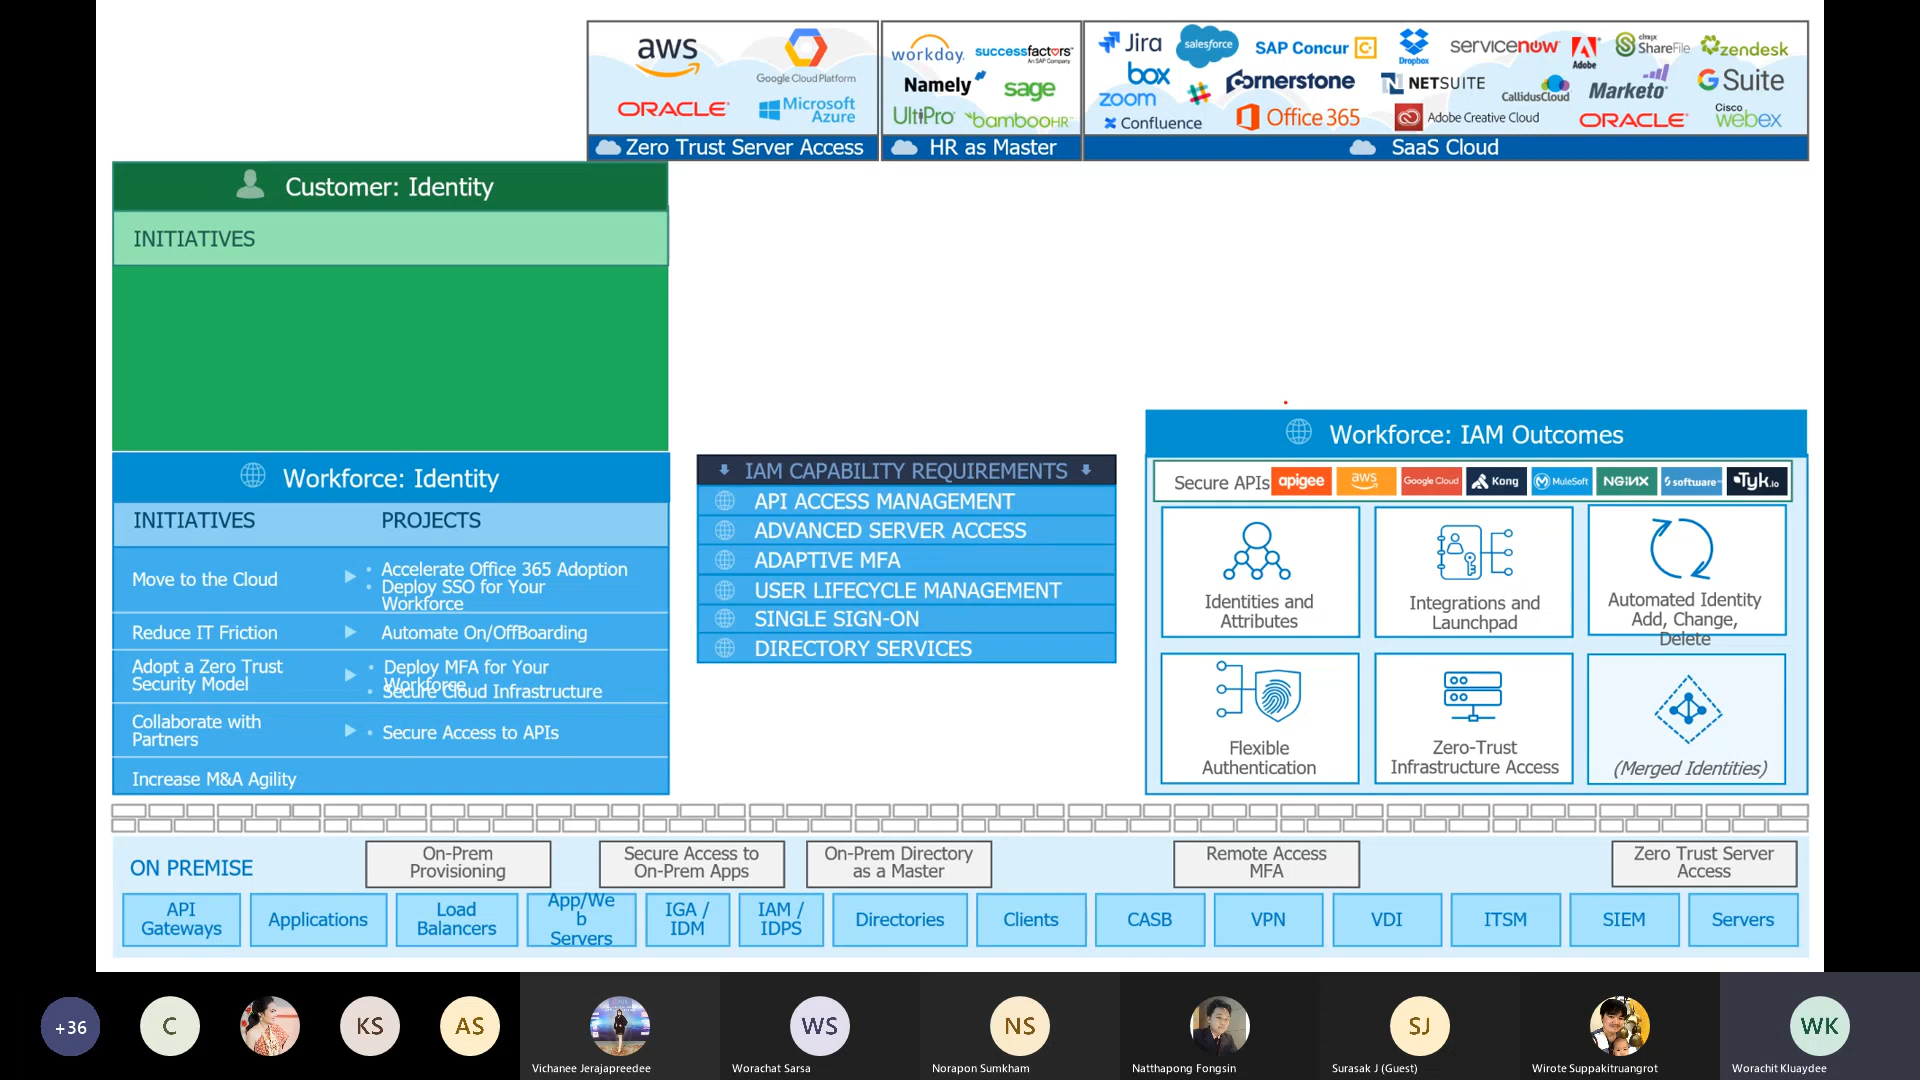 aws
Google Cloud Platform
ORACLE
Microsoft
Azure
Zero Trust Server Access
workday.
successfactors
An SAP Company
Namely
sage
UltiPro
bambooHR
HR as Master
Jira
salesforce
SAP Concur
Dropbox
servicenow
Adobe
citrix
ShareFile
zendesk
box
Cornerstone
NETSUITE
CallidusCloud
Marketo
G Suite
zoom
Confluence
Office 365
Adobe Creative Cloud
ORACLE
Cisco
webex
SaaS Cloud
Customer: Identity
INITIATIVES
Workforce: Identity
INITIATIVES
PROJECTS
Move to the Cloud
• Accelerate Office 365 Adoption
• Deploy SSO for Your
Workforce
Reduce IT Friction
Automate On/OffBoarding
Adopt a Zero Trust
Security Model
• Deploy MFA for Your
Workforce
• Secure Cloud Infrastructure
Collaborate with
Partners
• Secure Access to APIs
Increase M&A Agility
IAM CAPABILITY REQUIREMENTS
API ACCESS MANAGEMENT
ADVANCED SERVER ACCESS
ADAPTIVE MFA
USER LIFECYCLE MANAGEMENT
SINGLE SIGN-ON
DIRECTORY SERVICES
Workforce: IAM Outcomes
Secure APIs
apigee
aws
Google Cloud
Kong
MuleSoft
NGINX
software
Tyk.io
Identities and
Attributes
Integrations and
Launchpad
Automated Identity
Add, Change,
Delete
Flexible
Authentication
Zero-Trust
Infrastructure Access
(Merged Identities)
ON PREMISE
On-Prem
Provisioning
Secure Access to
On-Prem Apps
On-Prem Directory
as a Master
Remote Access
MFA
Zero Trust Server
Access
API
Gateways
Applications
Load
Balancers
App/We
b
Servers
IGA /
IDM
IAM /
IDPS
Directories
Clients
CASB
VPN
VDI
ITSM
SIEM
Servers
+36
C
KS
AS
WS
NS
SJ
WK
Vichanee Jerajapreedee
Worachat Sarsa
Norapon Sumkham
Natthapong Fongsin
Surasak J (Guest)
Wirote Suppakitruangrot
Worachit Kluaydee